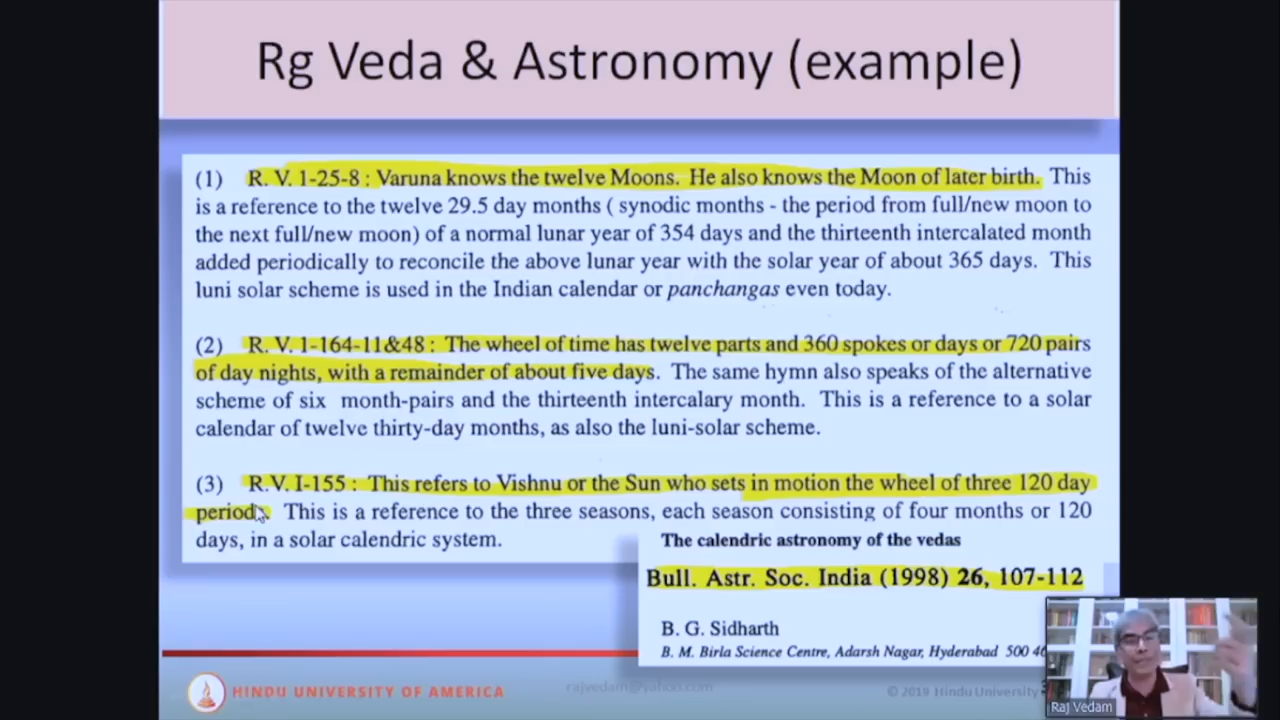 Rg Veda & Astronomy (example)
(1) R. V. 1-25-8 : Varuna knows the twelve Moons. He also knows the Moon of later birth. This
is a reference to the twelve 29.5 day months ( synodic months - the period from full/new moon to
the next full/new moon) of a normal lunar year of 354 days and the thirteenth intercalated month
added periodically to reconcile the above lunar year with the solar year of about 365 days. This
luni solar scheme is used in the Indian calendar or panchangas even today.
(2) R. V. 1-164-11&48 : The wheel of time has twelve parts and 360 spokes or days or 720 pairs
of day nights, with a remainder of about five days. The same hymn also speaks of the alternative
scheme of six month-pairs and the thirteenth intercalary month. This is a reference to a solar
calendar of twelve thirty-day months, as also the luni-solar scheme.
(3) R.V. I-155 : This refers to Vishnu or the Sun who sets in motion the wheel of three 120 day
periods. This is a reference to the three seasons, each season consisting of four months or 120
days, in a solar calendric system.
The calendric astronomy of the vedas
Bull. Astr. Soc. India (1998) 26, 107-112
B. G. Sidharth
B. M. Birla Science Centre, Adarsh Nagar, Hyderabad 500
HINDU UNIVERSITY OF AMERICA
rajvedam@yahoo.com
© 2019 Hindu University
Raj Vedam